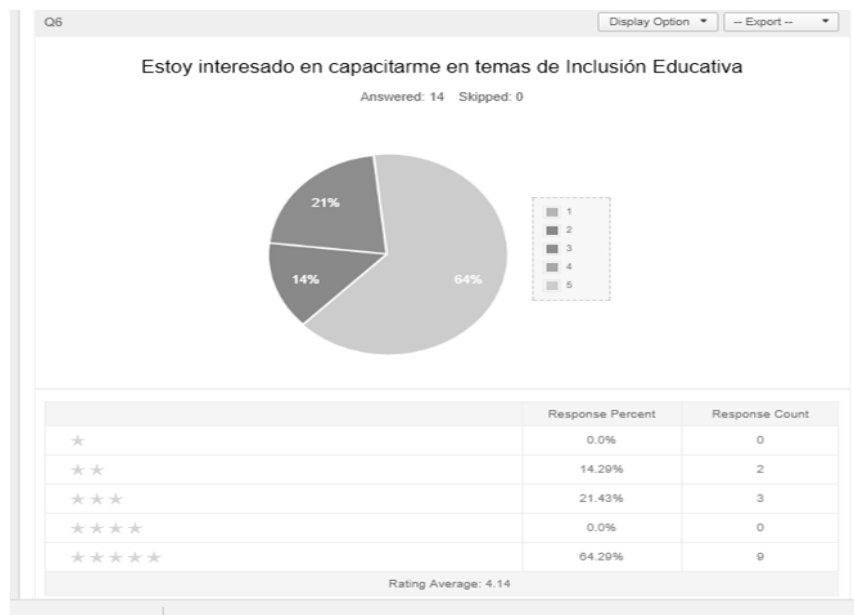 Q6 Display Option -- Export --
Estoy interesado en capacitarme en temas de Inclusión Educativa
Answered: 14 Skipped: 0
21%
14%
64%
1
2
3
4
5
Response Percent Response Count
0.0% 0
14.29% 2
21.43% 3
0.0% 0
64.29% 9
Rating Average: 4.14